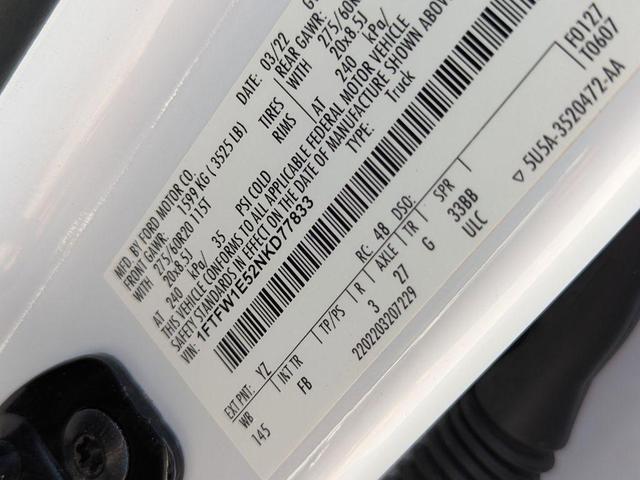 MFD. BY FORD MOTOR CO.
DATE: 03/22
FRONT GAWR: 1599 KG ( 3525 LB)
REAR GAWR:
275/60R20 115T
TIRES
275/60R
WITH
20x8.5J
RIMS
WITH
20x8.5J
AT 240 kPa/ 35 PSI COLD
AT 240 kPa/
THIS VEHICLE CONFORMS TO ALL APPLICABLE FEDERAL MOTOR VEHICLE
SAFETY STANDARDS IN EFFECT ON THE DATE OF MANUFACTURE SHOWN ABOVE
VIN: 1FTFW1E52NKD77833
TYPE: Truck
F0127
T0607
EXT PNT: YZ
RC: 48 DSO:
WB INT TR TP/PS R AXLE TR SPR
145 FB 3 27 G 33BB
ULC
2202203207229
5U5A-3520472-AA